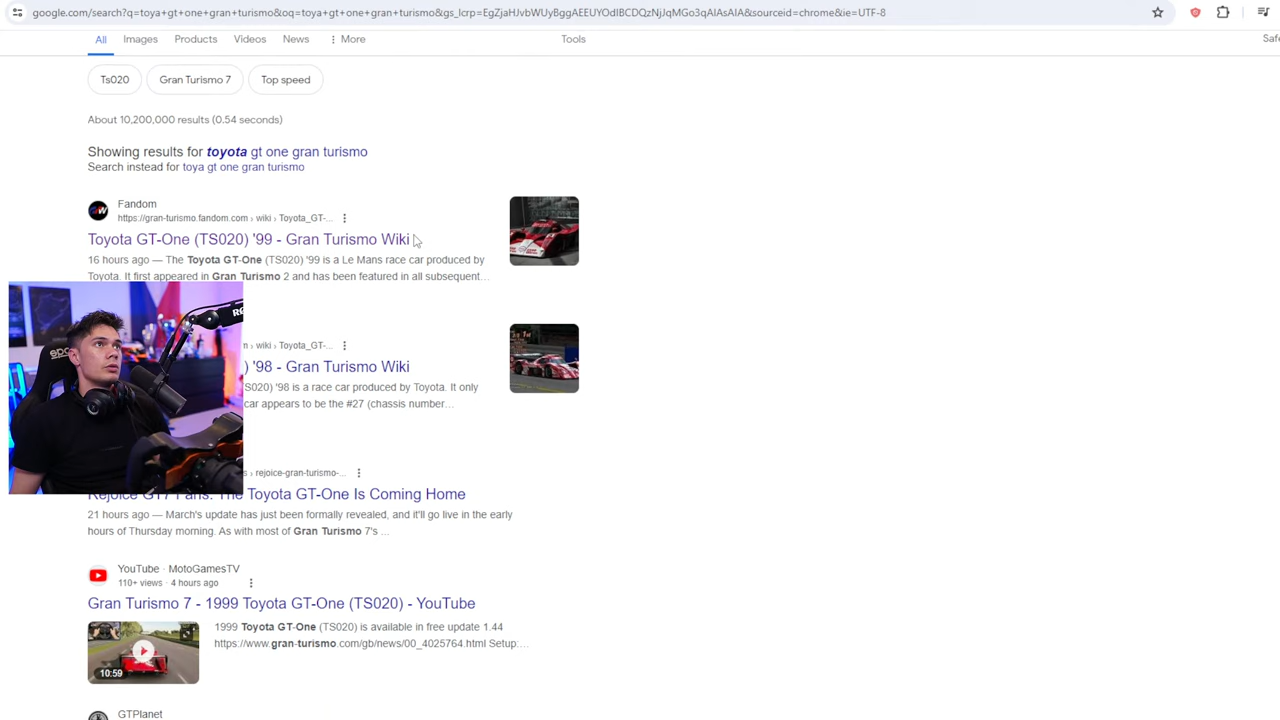 google.com/search?q=toya+gt+one+gran+turismo&oq=toya+gt+one+gran+turismo&gs_lcrp=EgZjaHJvbWUyBggAEEUYOdIBCDQzNjJqMGo3qAIAsAIA&sourceid=chrome&ie=UTF-8
All Images Products Videos News More Tools
Ts020 Gran Turismo 7 Top speed
About 10,200,000 results (0.54 seconds)
Showing results for toyota gt one gran turismo
Search instead for toya gt one gran turismo
Fandom
https://gran-turismo.fandom.com › wiki › Toyota_GT-...
Toyota GT-One (TS020) '99 - Gran Turismo Wiki
16 hours ago — The Toyota GT-One (TS020) '99 is a Le Mans race car produced by
Toyota. It first appeared in Gran Turismo 2 and has been featured in all subsequent...
› wiki › Toyota_GT-...
) '98 - Gran Turismo Wiki
S020) '98 is a race car produced by Toyota. It only
car appears to be the #27 (chassis number...
› rejoice-gran-turismo-...
Rejoice GT7 Fans: The Toyota GT-One Is Coming Home
21 hours ago — March's update has just been formally revealed, and it'll go live in the early
hours of Thursday morning. As with most of Gran Turismo 7's ...
YouTube · MotoGamesTV
110+ views · 4 hours ago
Gran Turismo 7 - 1999 Toyota GT-One (TS020) - YouTube
1999 Toyota GT-One (TS020) is available in free update 1.44
https://www.gran-turismo.com/gb/news/00_4025764.html Setup:...
10:59
GTPlanet